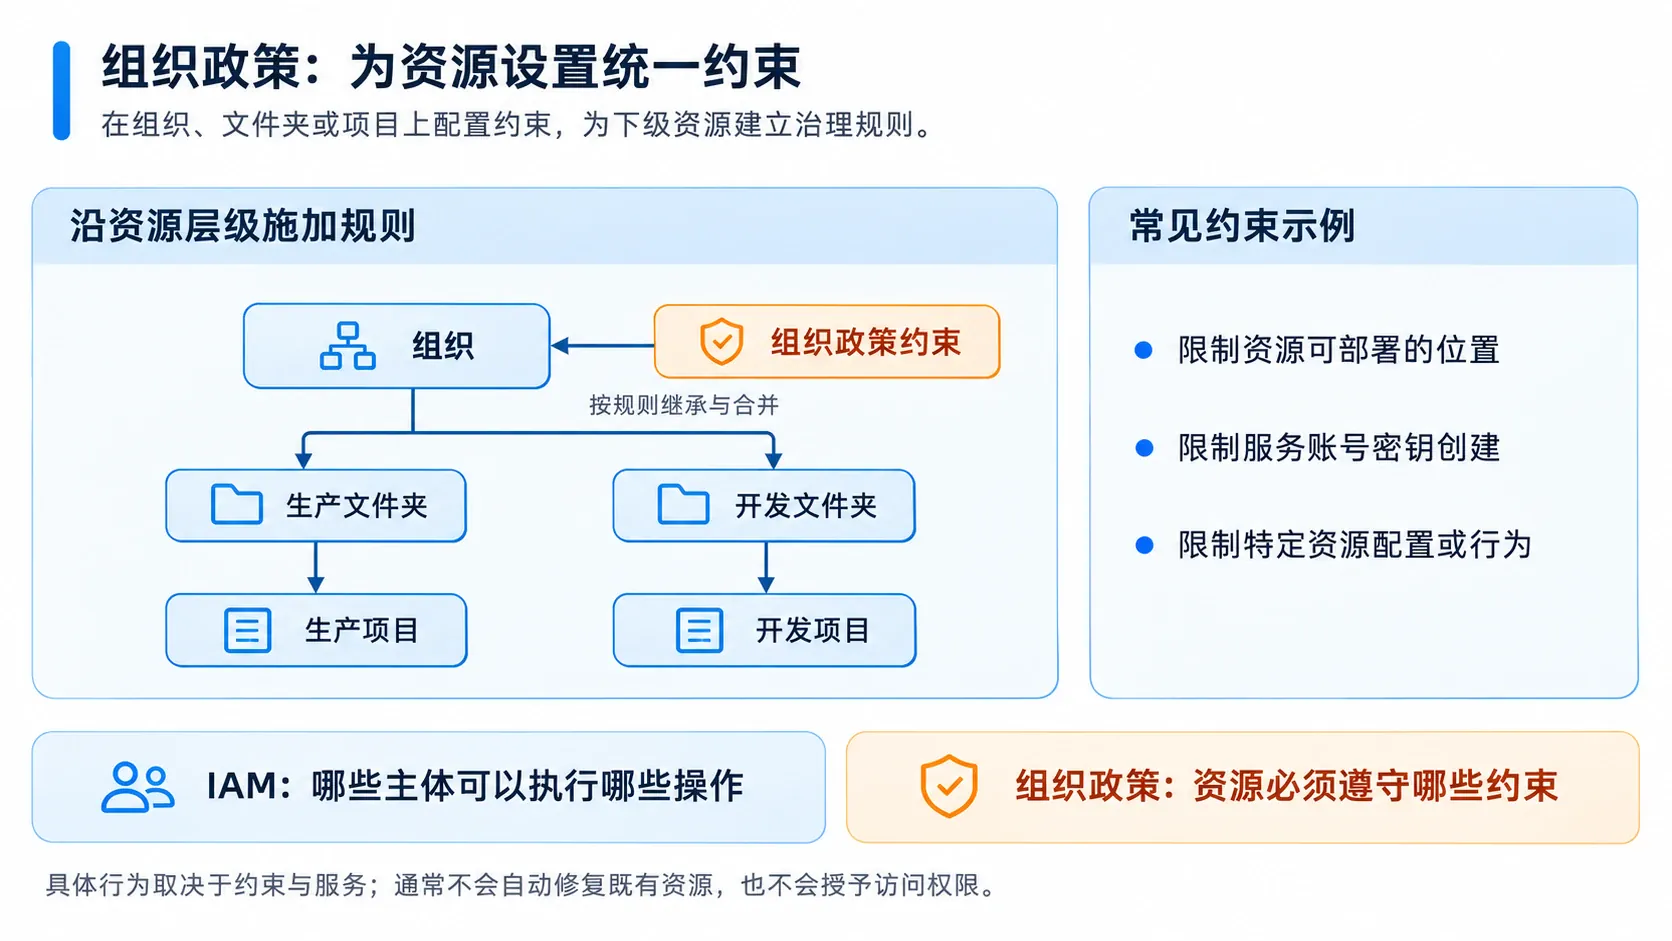 组织政策：为资源设置统一约束
在组织、文件夹或项目上配置约束，为下级资源建立治理规则。
沿资源层级施加规则
组织
组织政策约束
按规则继承与合并
生产文件夹
开发文件夹
生产项目
开发项目
常见约束示例
限制资源可部署的位置
限制服务账号密钥创建
限制特定资源配置或行为
IAM：哪些主体可以执行哪些操作
组织政策：资源必须遵守哪些约束
具体行为取决于约束与服务；通常不会自动修复既有资源，也不会授予访问权限。